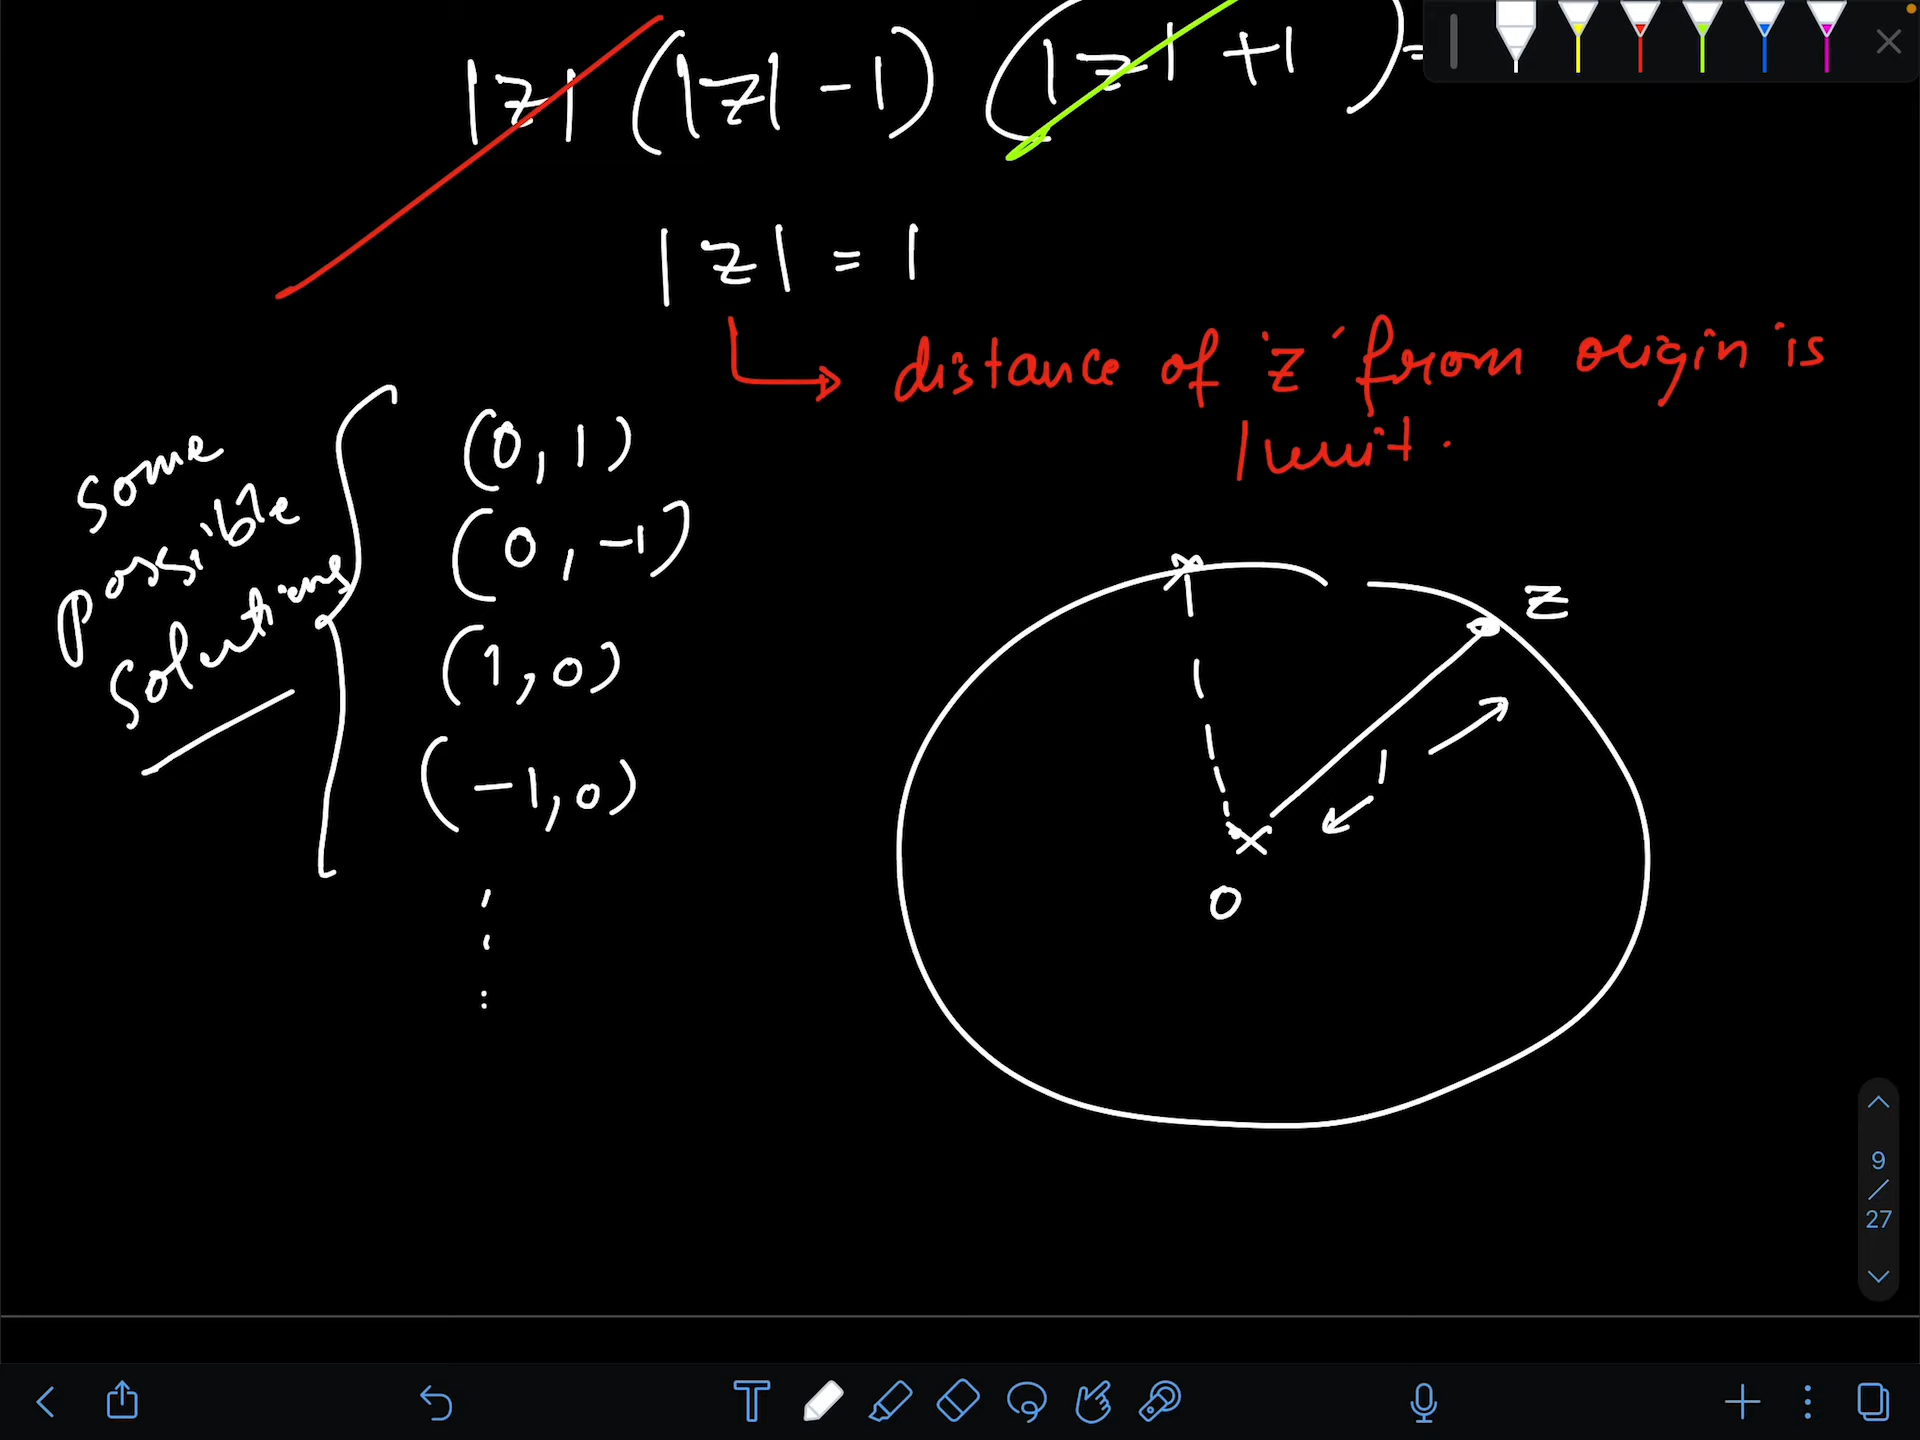 |z| (|z| - 1) (|z| + 1) =
|z| = 1
distance of 'z' from origin is
1 unit.
some
possible
solutions
(0, 1)
(0, -1)
(1, 0)
(-1, 0)
z
1
0
9
/
27
T